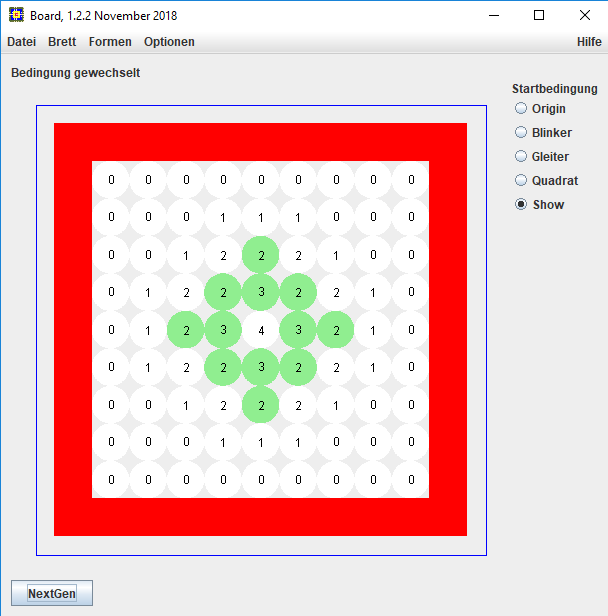 Board, 1.2.2 November 2018
Datei Brett Formen Optionen Hilfe
Bedingung gewechselt
Startbedingung
Origin
Blinker
Gleiter
Quadrat
Show
0 0 0 0 0 0 0 0 0
0 0 0 1 1 1 0 0 0
0 0 1 2 2 2 1 0 0
0 1 2 2 3 2 2 1 0
0 1 2 3 4 3 2 1 0
0 1 2 2 3 2 2 1 0
0 0 1 2 2 2 1 0 0
0 0 0 1 1 1 0 0 0
0 0 0 0 0 0 0 0 0
NextGen